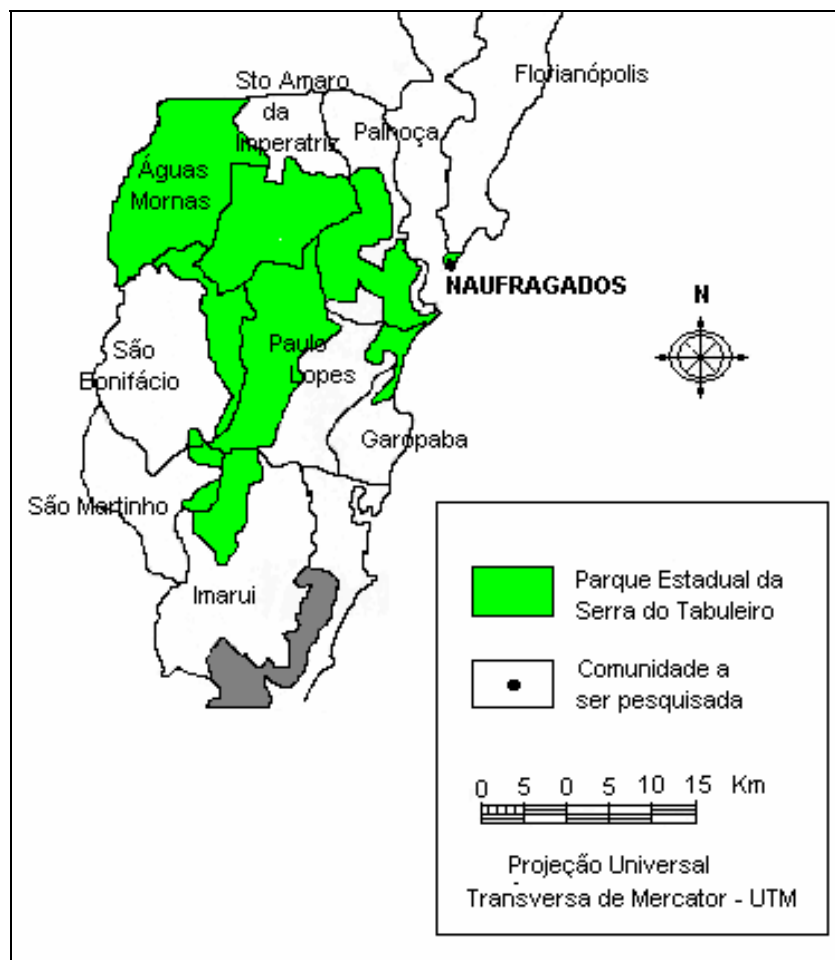 Florianópolis
Sto Amaro
da
Imperatriz
Palhoça
Águas
Mornas
NAUFRAGADOS
N
São
Bonifácio
Paulo
Lopes
Garopaba
São Martinho
Imarui
Parque Estadual da
Serra do Tabuleiro
Comunidade a
ser pesquisada
0 5 0 5 10 15 Km
Projeção Universal
Transversa de Mercator - UTM